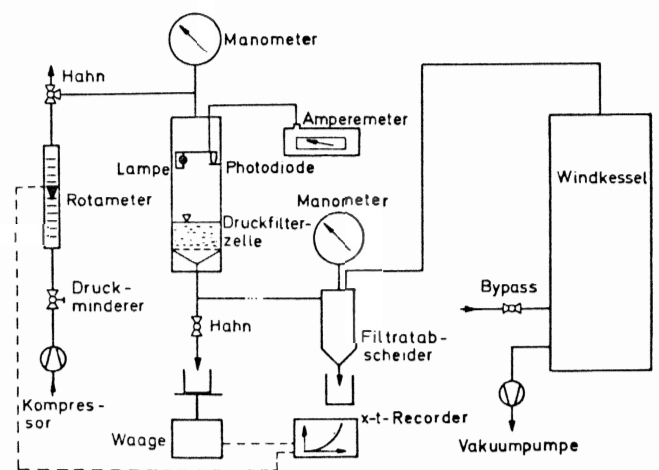 Manometer
Hahn
Amperemeter
Lampe
Photodiode
Windkessel
Rotameter
Manometer
Druckfilter-
zelle
Druck-
minderer
Bypass
Hahn
Filtratab-
scheider
Kompres-
sor
x-t-Recorder
Waage
Vakuumpumpe